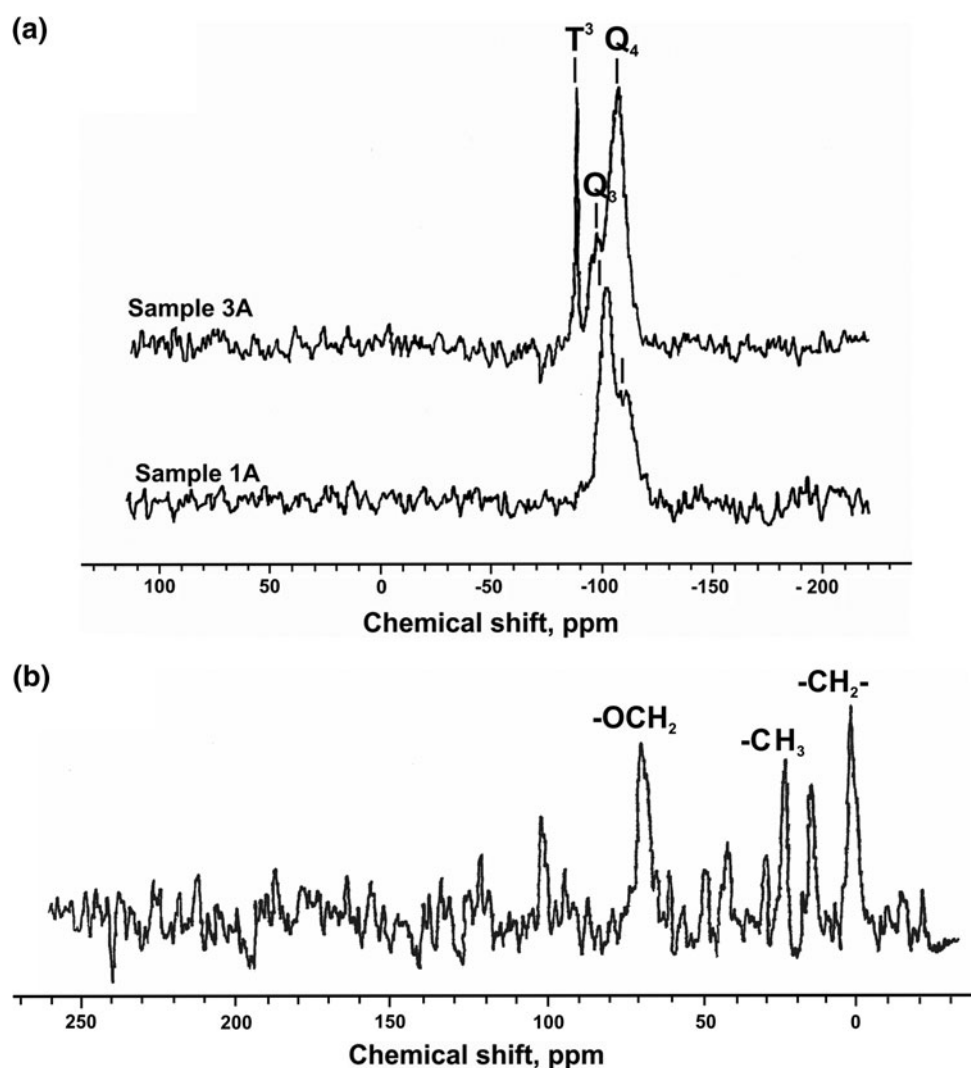 (a)
T³ Q₄
Q₃
Sample 3A
Sample 1A
100 50 0 -50 -100 -150 - 200
Chemical shift, ppm
(b)
-CH₂-
-OCH₂
-CH₃
250 200 150 100 50 0
Chemical shift, ppm